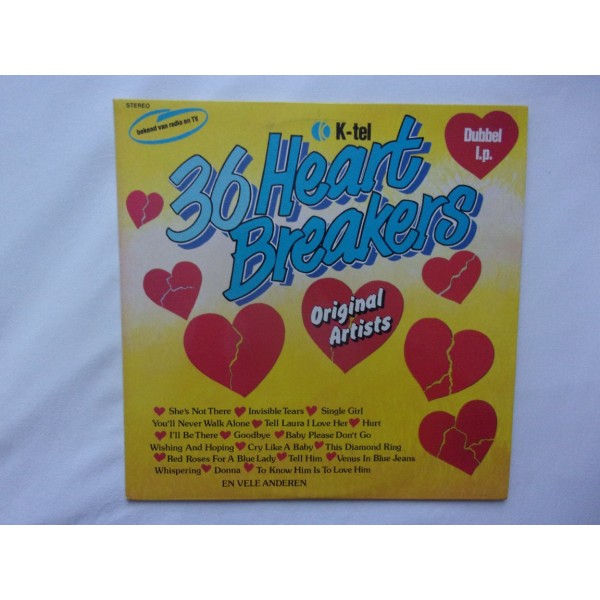 STEREO
bekend van radio en TV
K-tel
Dubbel
l.p.
36 Heart
Breakers
Original
Artists
She's Not There Invisible Tears Single Girl
You'll Never Walk Alone Tell Laura I Love Her Hurt
I'll Be There Goodbye Baby Please Don't Go
Wishing And Hoping Cry Like A Baby This Diamond Ring
Red Roses For A Blue Lady Tell Him Venus In Blue Jeans
Whispering Donna To Know Him Is To Love Him
EN VELE ANDEREN